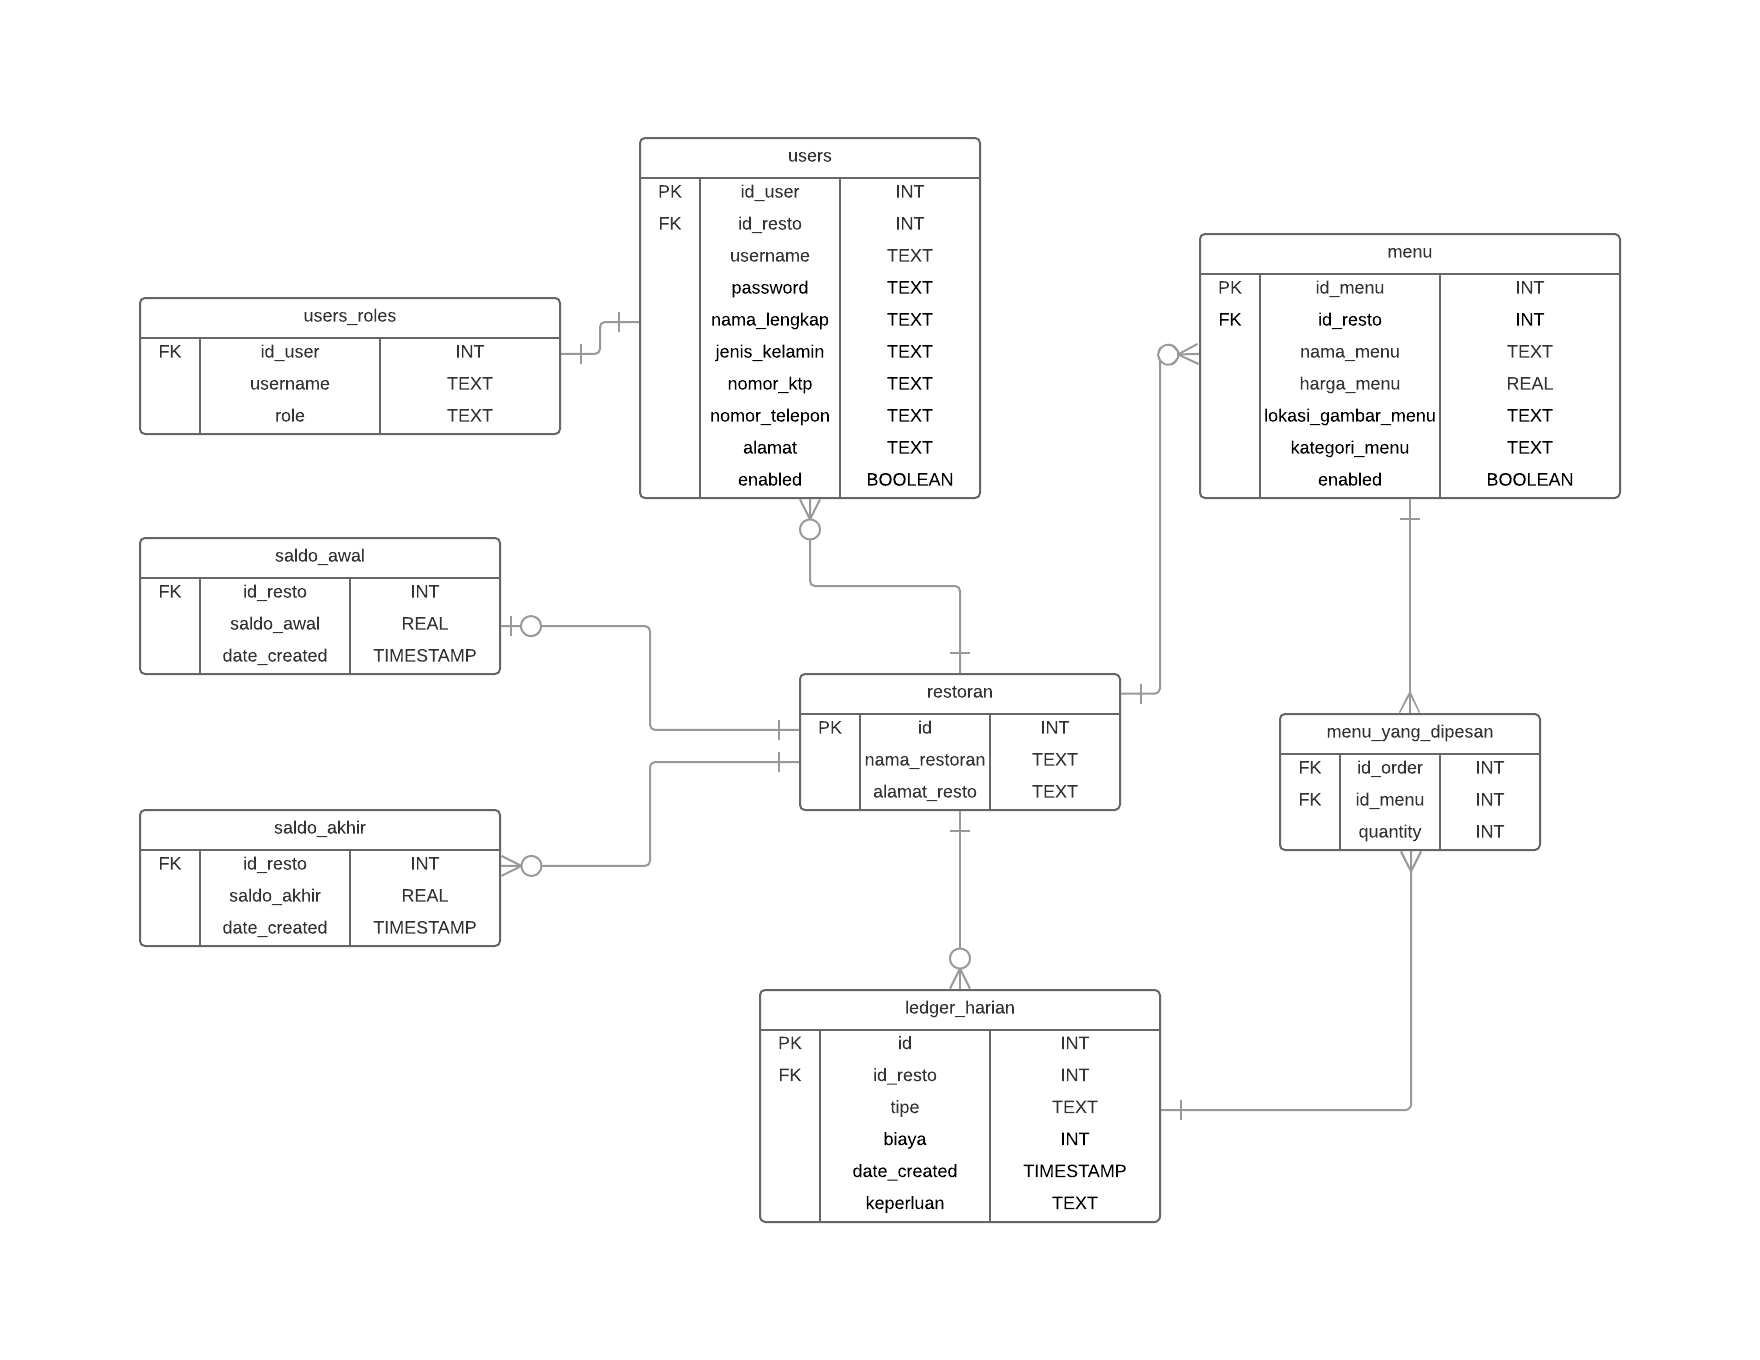 users
PK id_user INT
FK id_resto INT
username TEXT
password TEXT
nama_lengkap TEXT
jenis_kelamin TEXT
nomor_ktp TEXT
nomor_telepon TEXT
alamat TEXT
enabled BOOLEAN
menu
PK id_menu INT
FK id_resto INT
nama_menu TEXT
harga_menu REAL
lokasi_gambar_menu TEXT
kategori_menu TEXT
enabled BOOLEAN
users_roles
FK id_user INT
username TEXT
role TEXT
saldo_awal
FK id_resto INT
saldo_awal REAL
date_created TIMESTAMP
restoran
PK id INT
nama_restoran TEXT
alamat_resto TEXT
menu_yang_dipesan
FK id_order INT
FK id_menu INT
quantity INT
saldo_akhir
FK id_resto INT
saldo_akhir REAL
date_created TIMESTAMP
ledger_harian
PK id INT
FK id_resto INT
tipe TEXT
biaya INT
date_created TIMESTAMP
keperluan TEXT